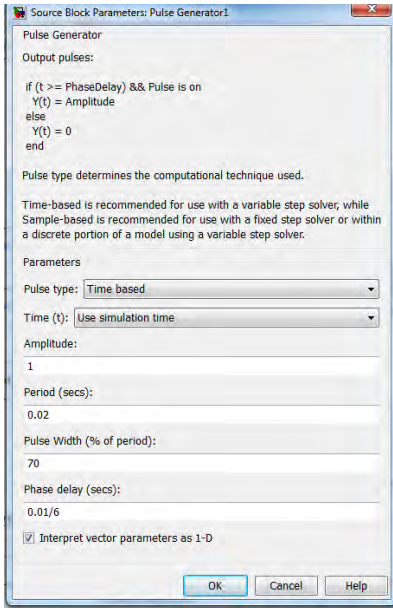 Source Block Parameters: Pulse Generator1
Pulse Generator
Output pulses:
if (t >= PhaseDelay) && Pulse is on
Y(t) = Amplitude
else
Y(t) = 0
end
Pulse type determines the computational technique used.
Time-based is recommended for use with a variable step solver, while
Sample-based is recommended for use with a fixed step solver or within
a discrete portion of a model using a variable step solver.
Parameters
Pulse type: Time based
Time (t): Use simulation time
Amplitude:
1
Period (secs):
0.02
Pulse Width (% of period):
70
Phase delay (secs):
0.01/6
Interpret vector parameters as 1-D
OK Cancel Help